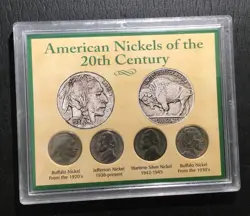 American Nickels of the
20th Century
Buffalo Nickel
From the 1920's
Jefferson Nickel
1938-present
Wartime Silver Nickel
1942-1945
Buffalo Nickel
From the 1930's